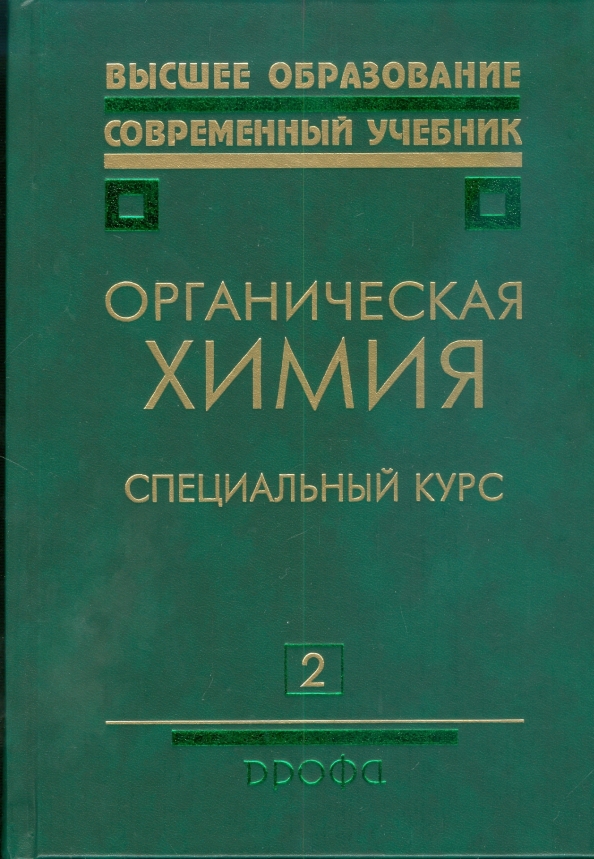 ВЫСШЕЕ ОБРАЗОВАНИЕ
СОВРЕМЕННЫЙ УЧЕБНИК
ОРГАНИЧЕСКАЯ
ХИМИЯ
СПЕЦИАЛЬНЫЙ КУРС
2
ДРОФА